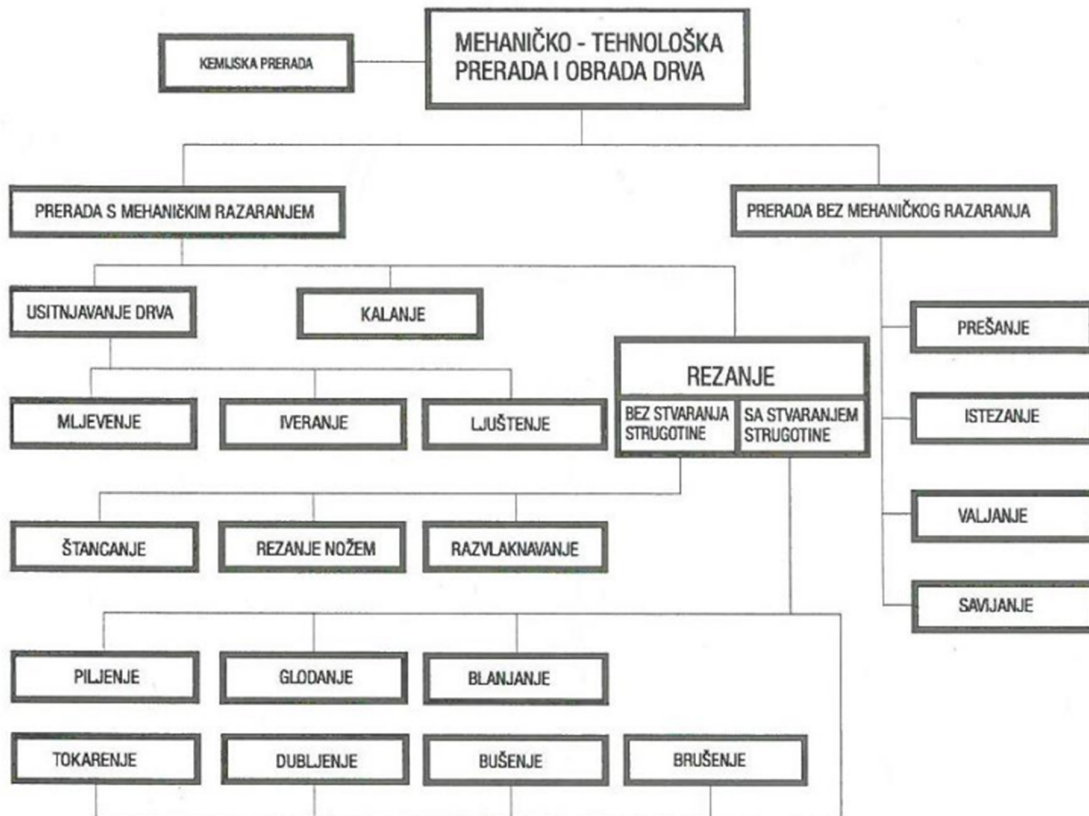 KEMIJSKA PRERADA
MEHANIČKO - TEHNOLOŠKA
PRERADA I OBRADA DRVA
PRERADA S MEHANIčKIM RAZARANJEM
PRERADA BEZ MEHANIČKOG RAZARANJA
USITNJAVANJE DRVA
KALANJE
PREŠANJE
REZANJE
BEZ STVARANJA
STRUGOTINE
SA STVARANJEM
STRUGOTINE
MLJEVENJE
IVERANJE
LJUŠTENJE
ISTEZANJE
ŠTANCANJE
REZANJE NOŽEM
RAZVLAKNAVANJE
VALJANJE
SAVIJANJE
PILJENJE
GLODANJE
BLANJANJE
TOKARENJE
DUBLJENJE
BUŠENJE
BRUŠENJE